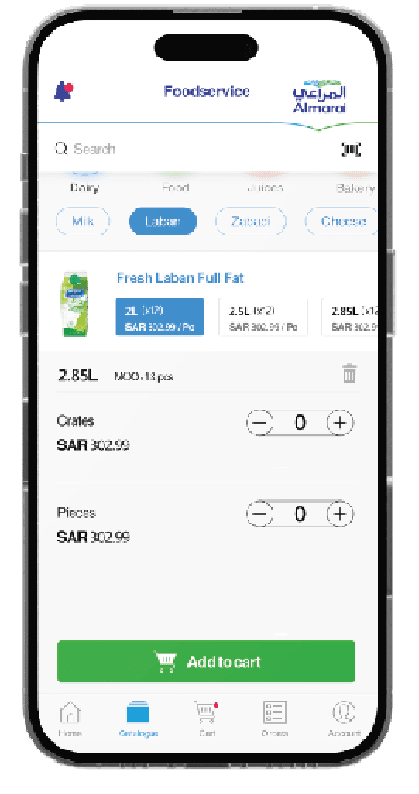 Foodservice
المراعي
Almarai
Search
Dairy Food Juices Bakery
Milk Laban Zabadi Cheese
Fresh Laban Full Fat
2L (x12) 2.5L (x12) 2.85L (x12
SAR 302.99 / Pc SAR 302.99 / Pc SAR 302.9
2.85L MOQ: 13 pcs
Crates 0
SAR 302.99
Pieces 0
SAR 302.99
Add to cart
Home Catalogue Cart Orders Account